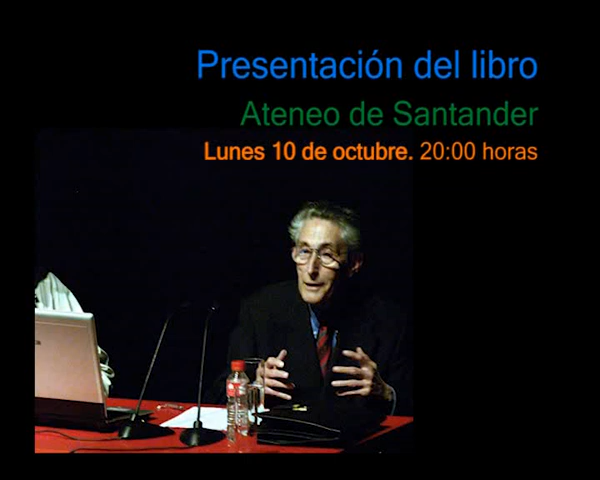 Presentación del libro
Ateneo de Santander
Lunes 10 de octubre. 20:00 horas